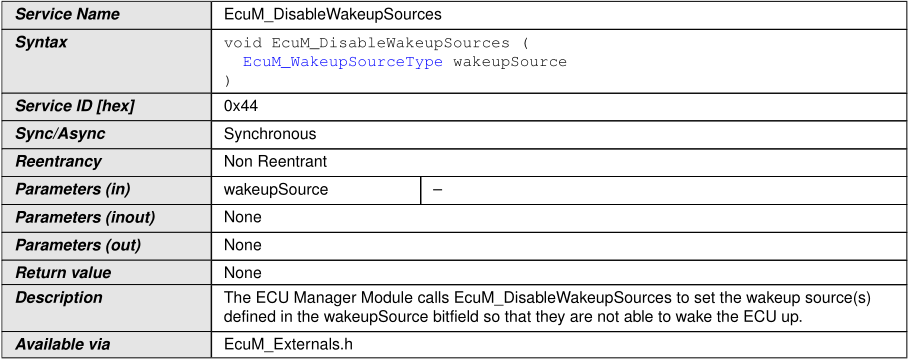 Service Name EcuM_DisableWakeupSources
Syntax void EcuM_DisableWakeupSources (
EcuM_WakeupSourceType wakeupSource
)
Service ID [hex] 0x44
Sync/Async Synchronous
Reentrancy Non Reentrant
Parameters (in) wakeupSource –
Parameters (inout) None
Parameters (out) None
Return value None
Description The ECU Manager Module calls EcuM_DisableWakeupSources to set the wakeup source(s)
defined in the wakeupSource bitfield so that they are not able to wake the ECU up.
Available via EcuM_Externals.h